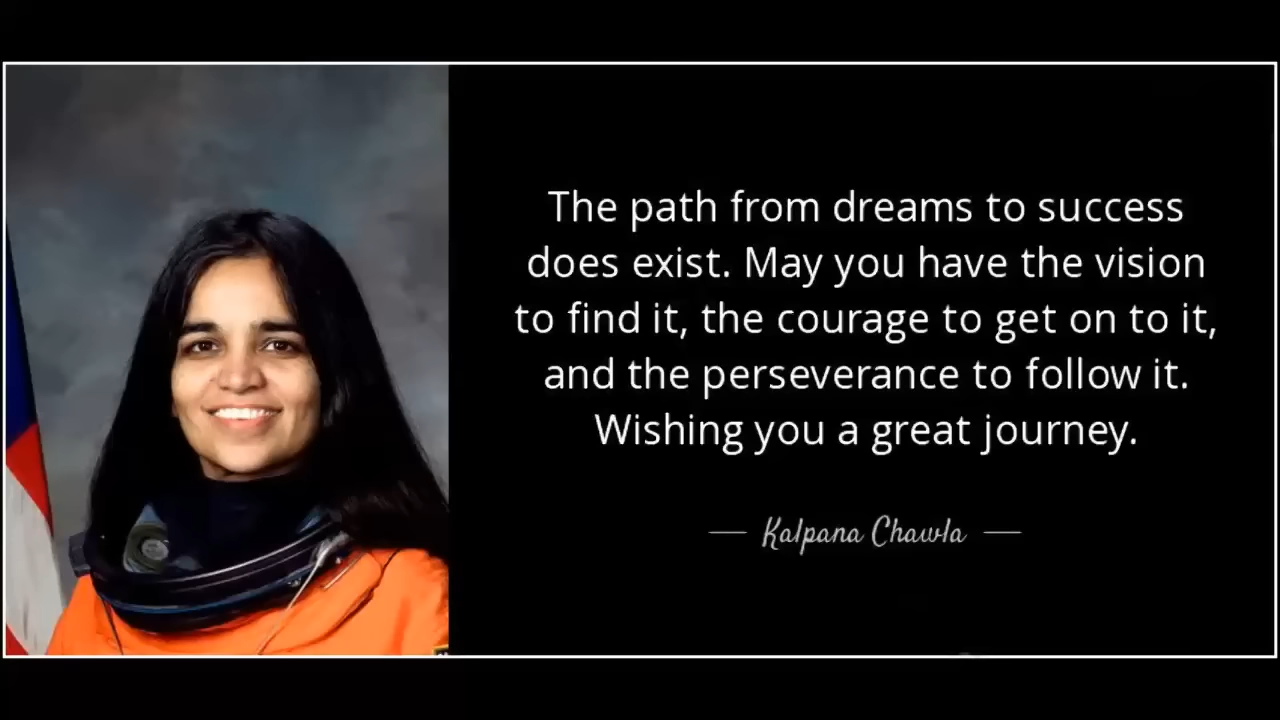 The path from dreams to success
does exist. May you have the vision
to find it, the courage to get on to it,
and the perseverance to follow it.
Wishing you a great journey.
— Kalpana Chawla —